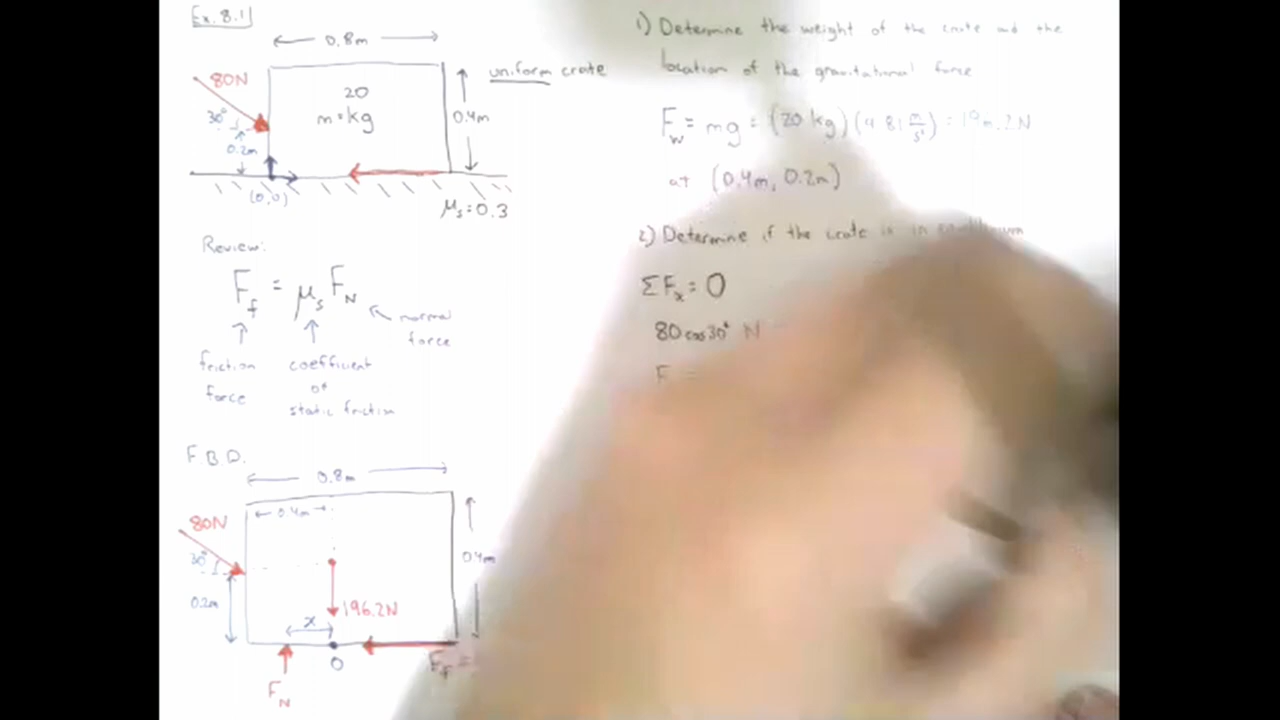 Ex. 8.1
0.8m
80N
30°
0.2m
20
m=kg
uniform crate
0.4m
(0,0)
μs=0.3
Review:
Ff = μs FN
normal
force
friction
force
coefficient
of
static friction
F.B.D.
0.8m
0.4m
80N
30°
0.2m
0.4m
196.2N
x
O
FN
Ff =
1) Determine the weight of the crate and the
location of the gravitational force
Fw = mg = (20 kg)(9.81 m/s²) = 196.2N
at (0.4m, 0.2m)
2) Determine if the crate is in
ΣFx = 0
80 cos30° N
F =